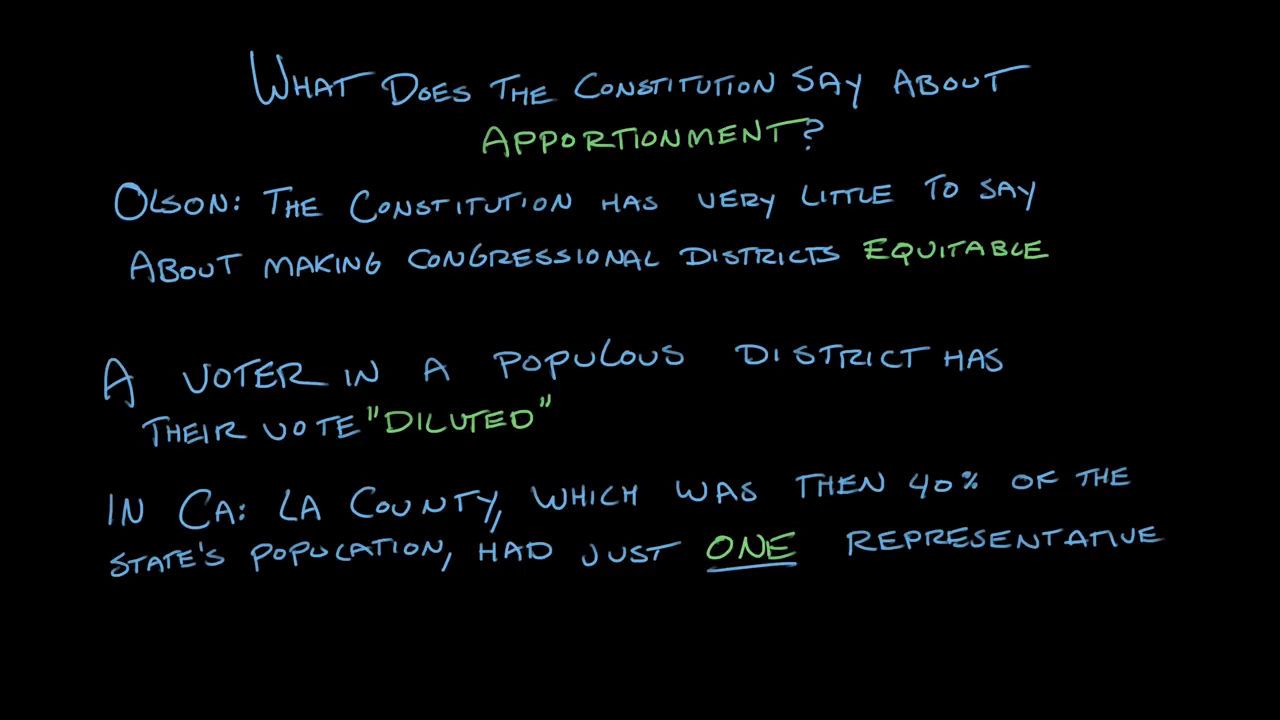 WHAT DOES THE CONSTITUTION SAY ABOUT
APPORTIONMENT?
OLSON: THE CONSTITUTION HAS VERY LITTLE TO SAY
ABOUT MAKING CONGRESSIONAL DISTRICTS EQUITABLE
A VOTER IN A POPULOUS DISTRICT HAS
THEIR VOTE "DILUTED"
IN CA: LA COUNTY, WHICH WAS THEN 40% OF THE
STATE'S POPULATION, HAD JUST ONE REPRESENTATIVE